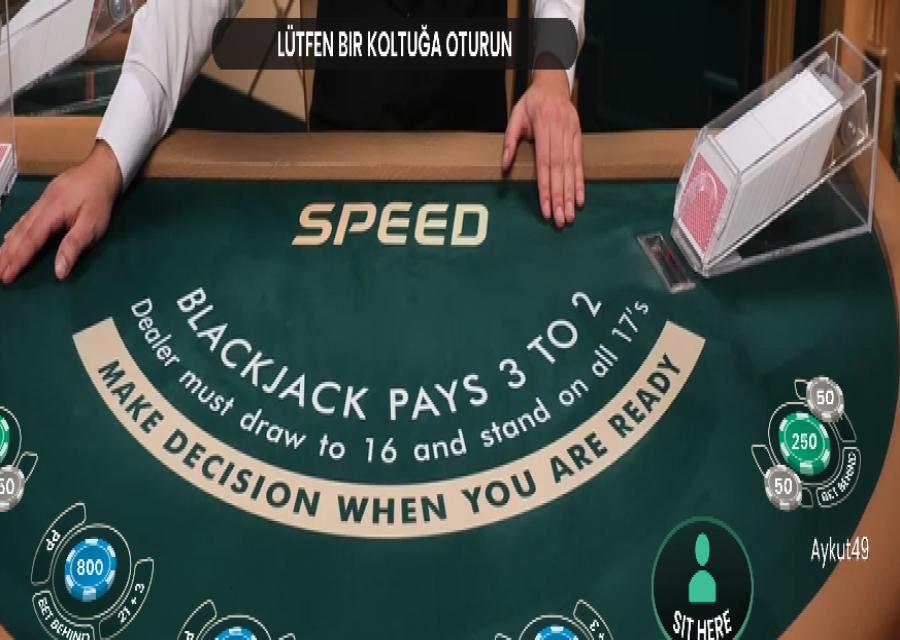 LÜTFEN BIR KOLTUĞA OTURUN
SPEED
BLACKJACK PAYS 3 TO 2
Dealer must draw to 16 and stand on all 17's
MAKE DECISION WHEN YOU ARE READY
50
250
50
BET BEHIND
50
Aykut49
PP
800
21 + 3
BET BEHIND
SIT HERE